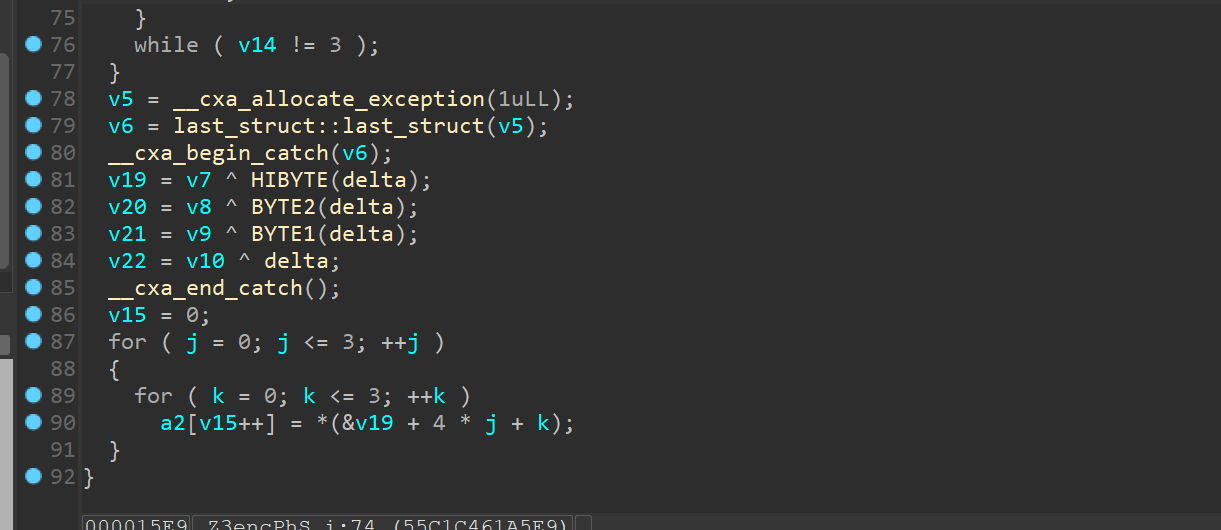 75 }
76 while ( v14 != 3 );
77 }
78 v5 = __cxa_allocate_exception(1uLL);
79 v6 = last_struct::last_struct(v5);
80 __cxa_begin_catch(v6);
81 v19 = v7 ^ HIBYTE(delta);
82 v20 = v8 ^ BYTE2(delta);
83 v21 = v9 ^ BYTE1(delta);
84 v22 = v10 ^ delta;
85 __cxa_end_catch();
86 v15 = 0;
87 for ( j = 0; j <= 3; ++j )
88 {
89 for ( k = 0; k <= 3; ++k )
90 a2[v15++] = *(&v19 + 4 * j + k);
91 }
92 }
000015E9 _Z3encPhS_i:74 (55C1C461A5E9)